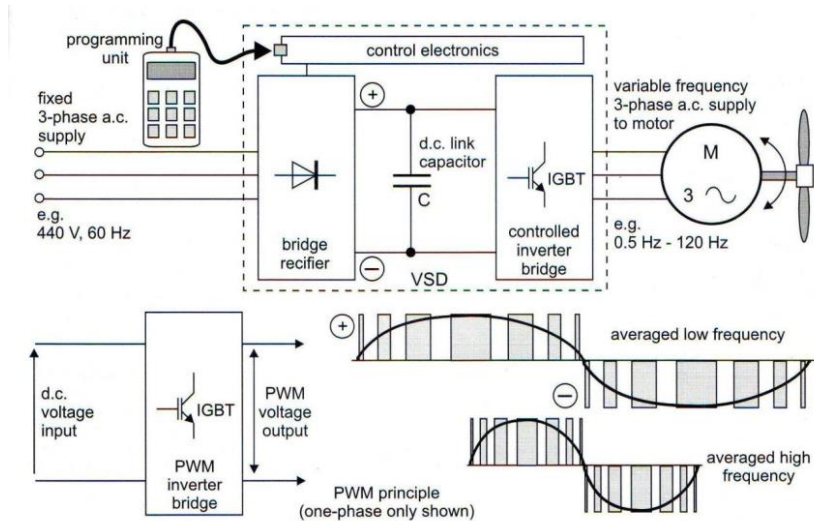 programming
unit
control electronics
fixed
3-phase a.c.
supply
variable frequency
3-phase a.c. supply
to motor
+
d.c. link
capacitor
C
IGBT
M
3
e.g.
440 V, 60 Hz
bridge
recifier
−
VSD
controlled
inverter
bridge
e.g.
0.5 Hz - 120 Hz
d.c.
voltage
input
IGBT
PWM
inverter
bridge
PWM
voltage
output
+
averaged low frequency
−
averaged high
frequency
PWM principle
(one-phase only shown)